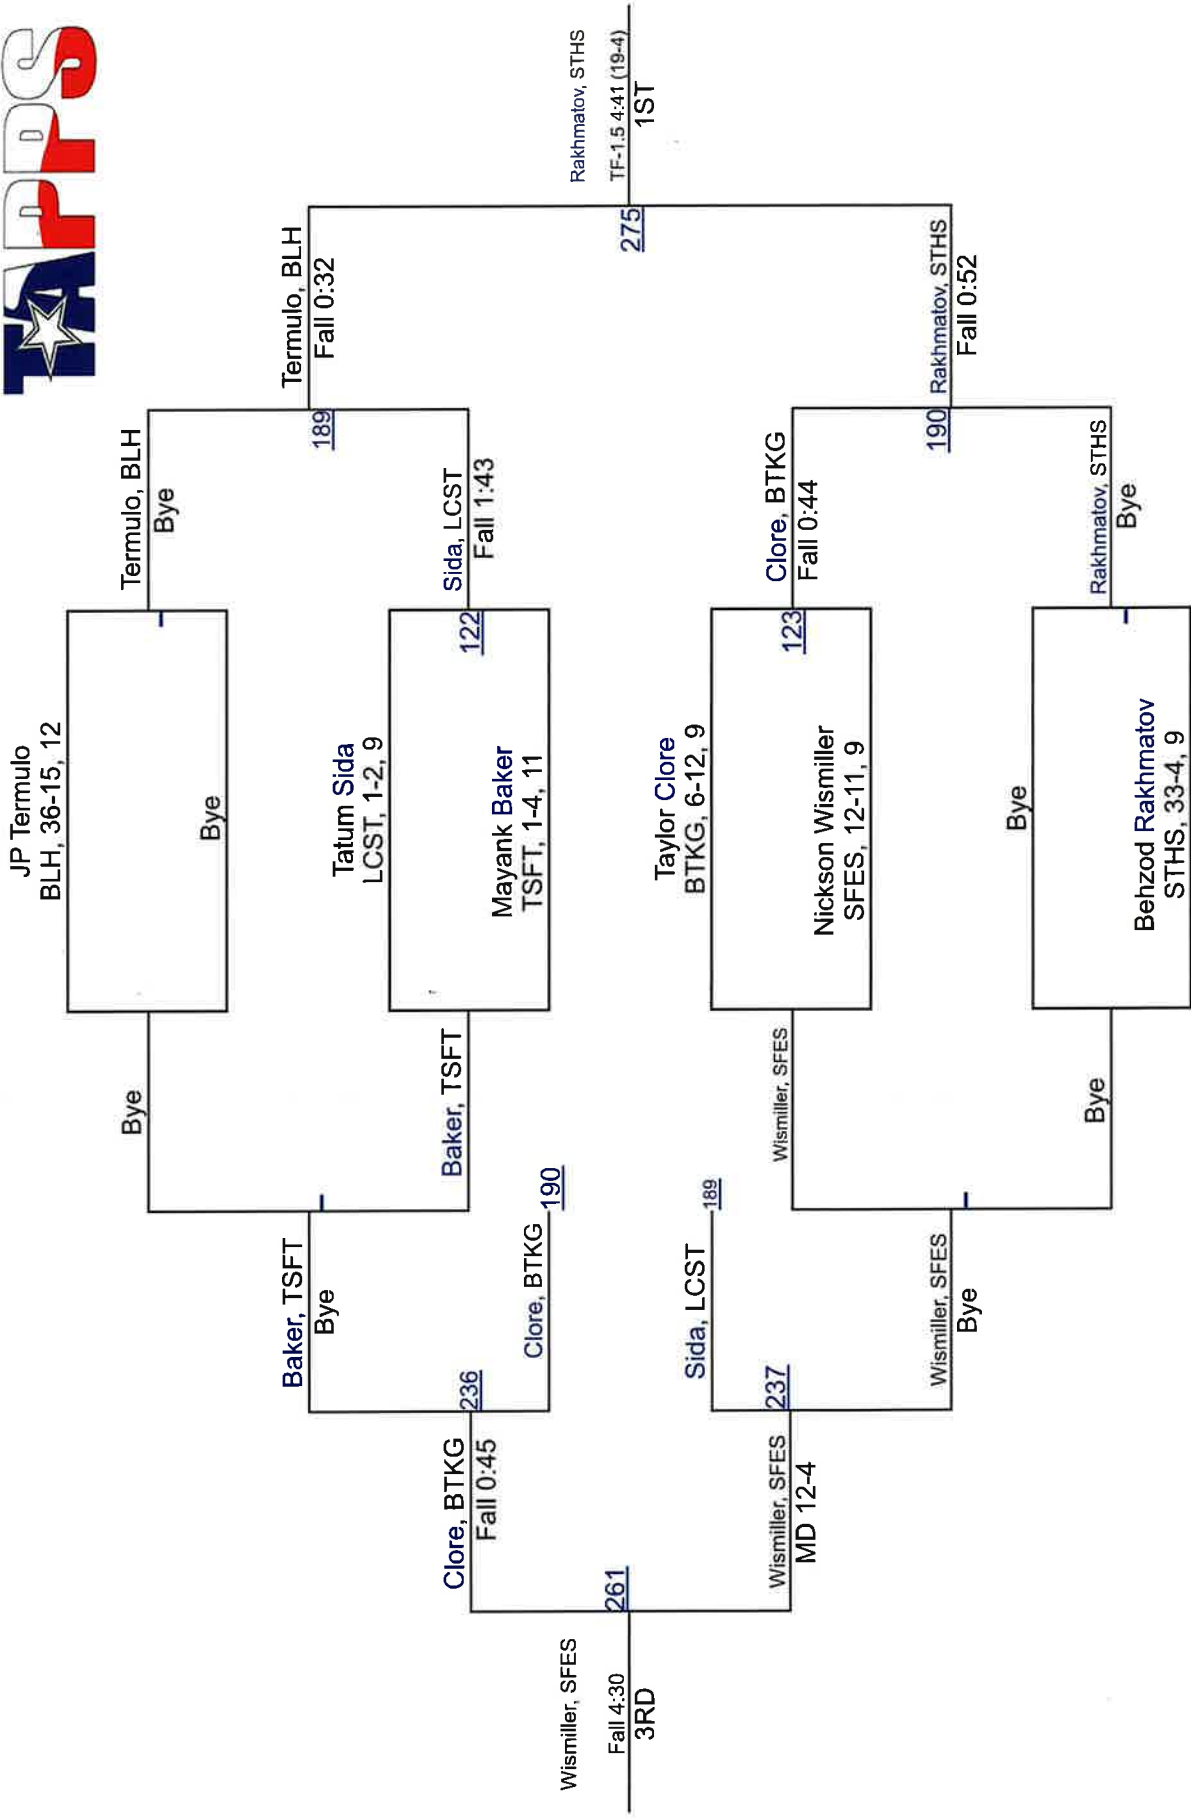 TAPPS
JP Termulo
BLH, 36-15, 12
Bye
Termulo, BLH
Bye
Tatum Sida
LCST, 1-2, 9
Mayank Baker
TSFT, 1-4, 11
122
Sida, LCST
Fall 1:43
189
Termulo, BLH
Fall 0:32
Taylor Clore
BTKG, 6-12, 9
Nickson Wismiller
SFES, 12-11, 9
123
Clore, BTKG
Fall 0:44
Bye
Behzod Rakhmatov
STHS, 33-4, 9
Rakhmatov, STHS
Bye
190
Rakhmatov, STHS
Fall 0:52
275
Rakhmatov, STHS
TF-1.5 4:41 (19-4)
1ST
Bye
Baker, TSFT
Baker, TSFT
Bye
190
Clore, BTKG
236
Clore, BTKG
Fall 0:45
Wismiller, SFES
Bye
189
Sida, LCST
Wismiller, SFES
Bye
237
Wismiller, SFES
MD 12-4
261
Wismiller, SFES
Fall 4:30
3RD